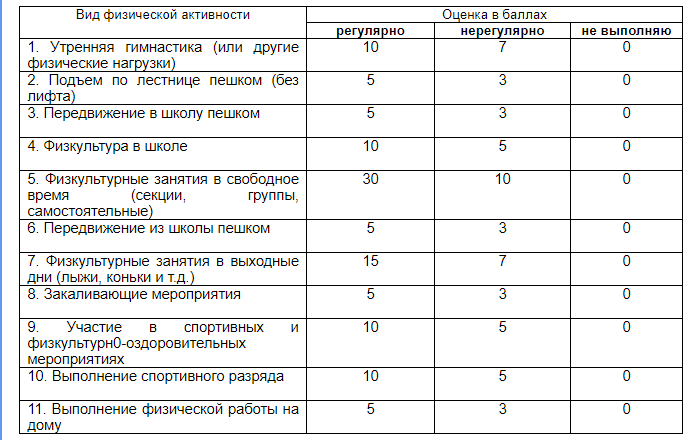 Вид физической активности Оценка в баллах
регулярно нерегулярно не выполняю
1. Утренняя гимнастика (или другие 10 7 0
физические нагрузки)
2. Подъем по лестнице пешком (без 5 3 0
лифта)
3. Передвижение в школу пешком 5 3 0
4. Физкультура в школе 10 5 0
5. Физкультурные занятия в свободное 30 10 0
время (секции, группы,
самостоятельные)
6. Передвижение из школы пешком 5 3 0
7. Физкультурные занятия в выходные 15 7 0
дни (лыжи, коньки и т.д.)
8. Закаливающие мероприятия 5 3 0
9. Участие в спортивных и 10 5 0
физкультурн0-оздоровительных
мероприятиях
10. Выполнение спортивного разряда 10 5 0
11. Выполнение физической работы на 5 3 0
дому